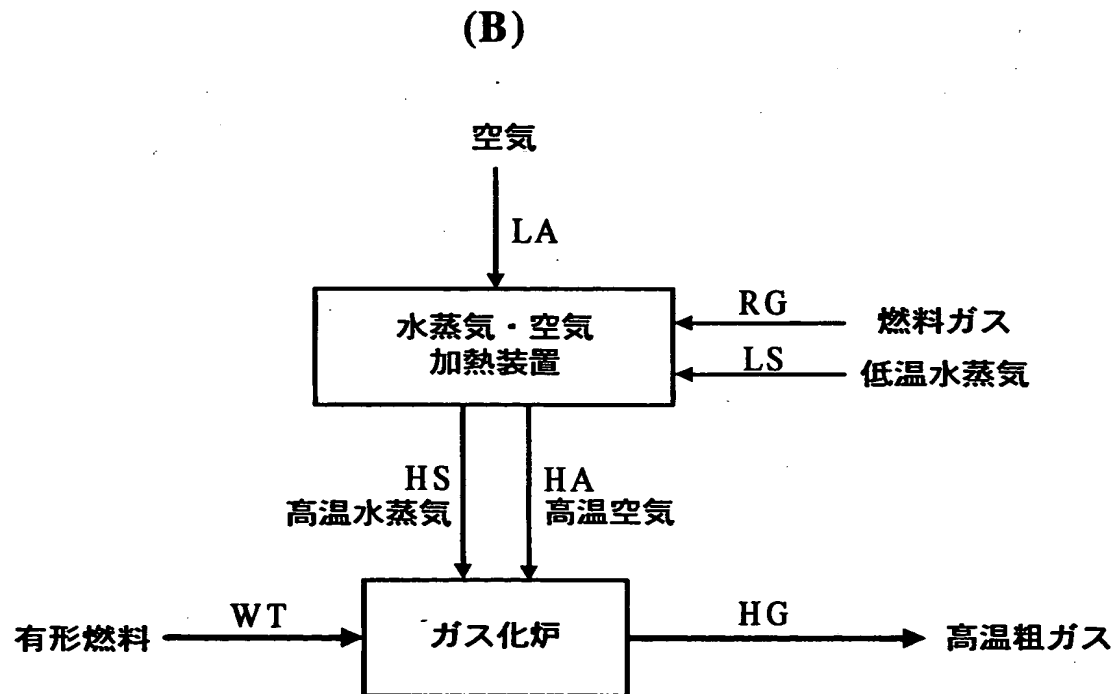 (B)
空気
LA
水蒸気・空気
加熱装置
RG
燃料ガス
LS
低温水蒸気
HS
高温水蒸気
HA
高温空気
有形燃料
WT
ガス化炉
HG
高温粗ガス